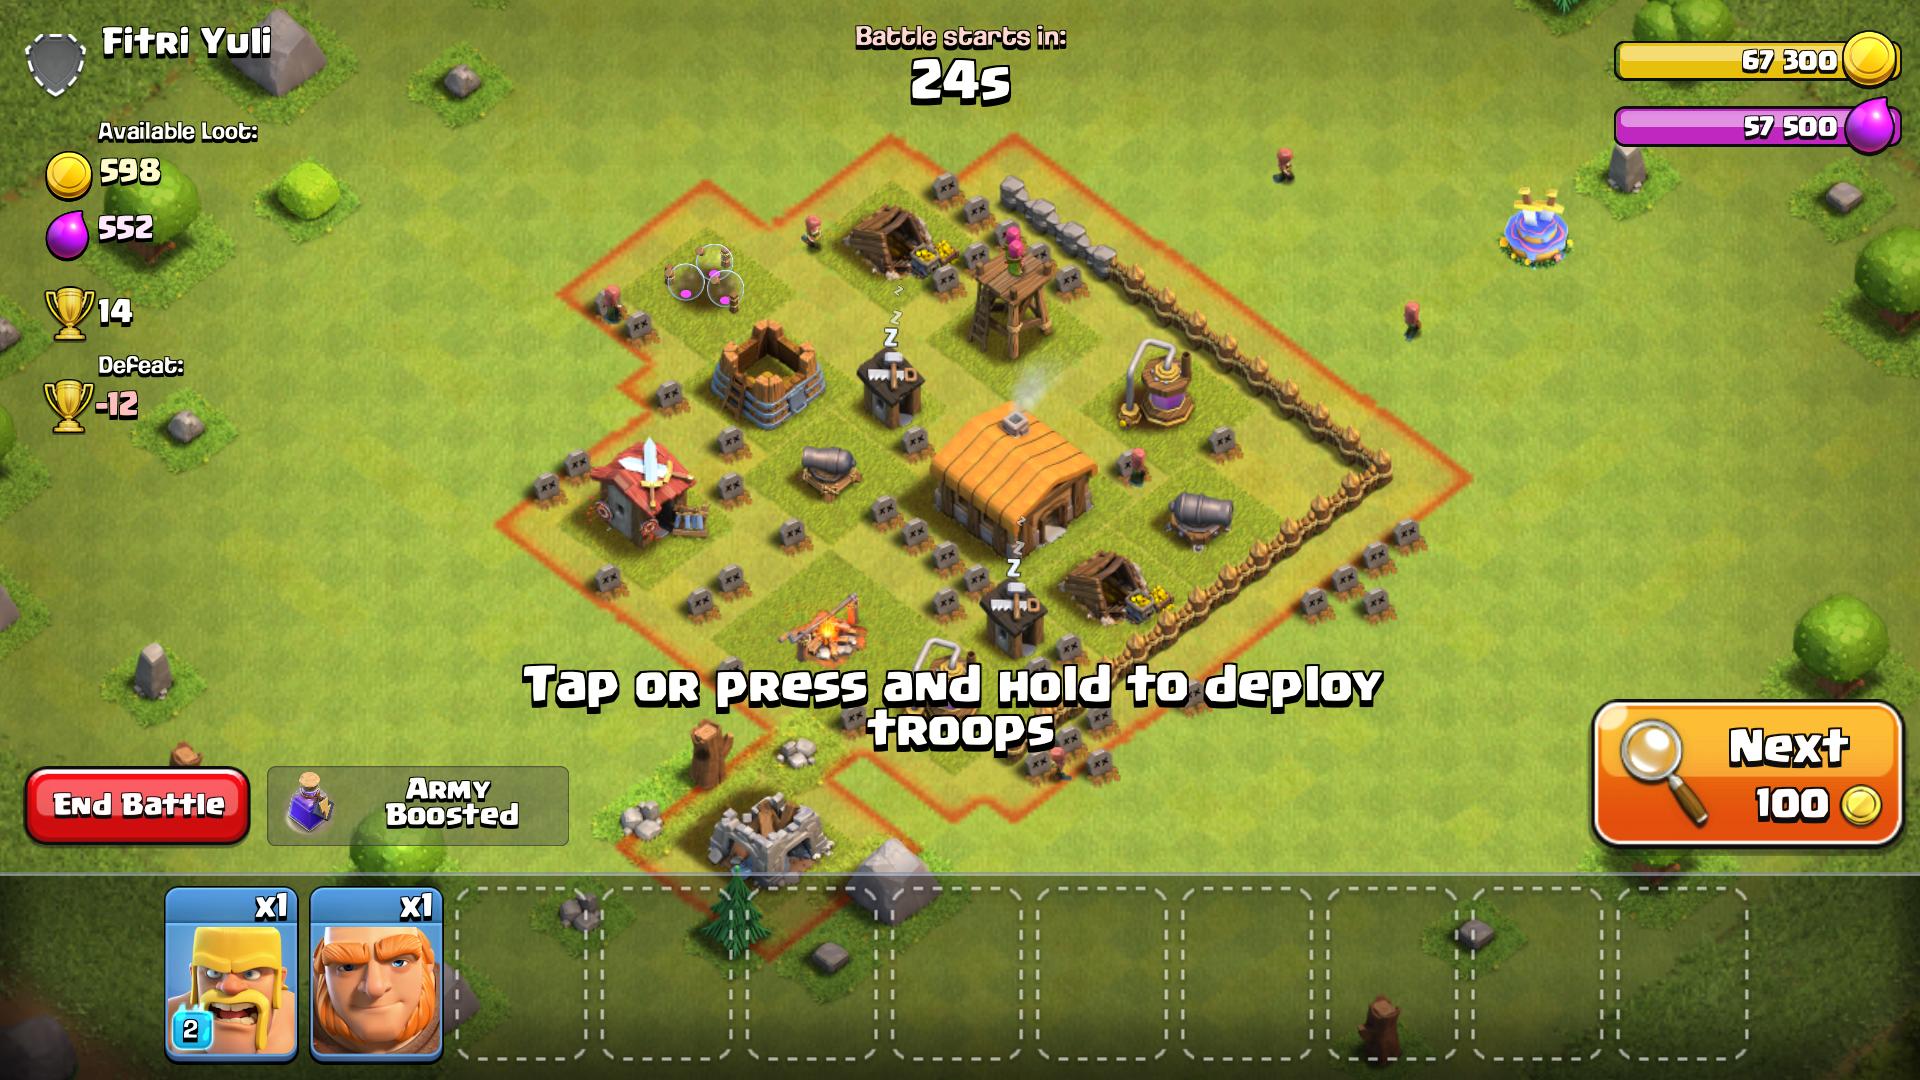 Fitri Yuli
Battle starts in:
24s
67 300
57 500
Available Loot:
598
552
14
Defeat:
-12
z
z
Z
z
z
Z
Tap or press and hold to deploy
troops
End Battle
Army
Boosted
Next
100
x1
x1
2